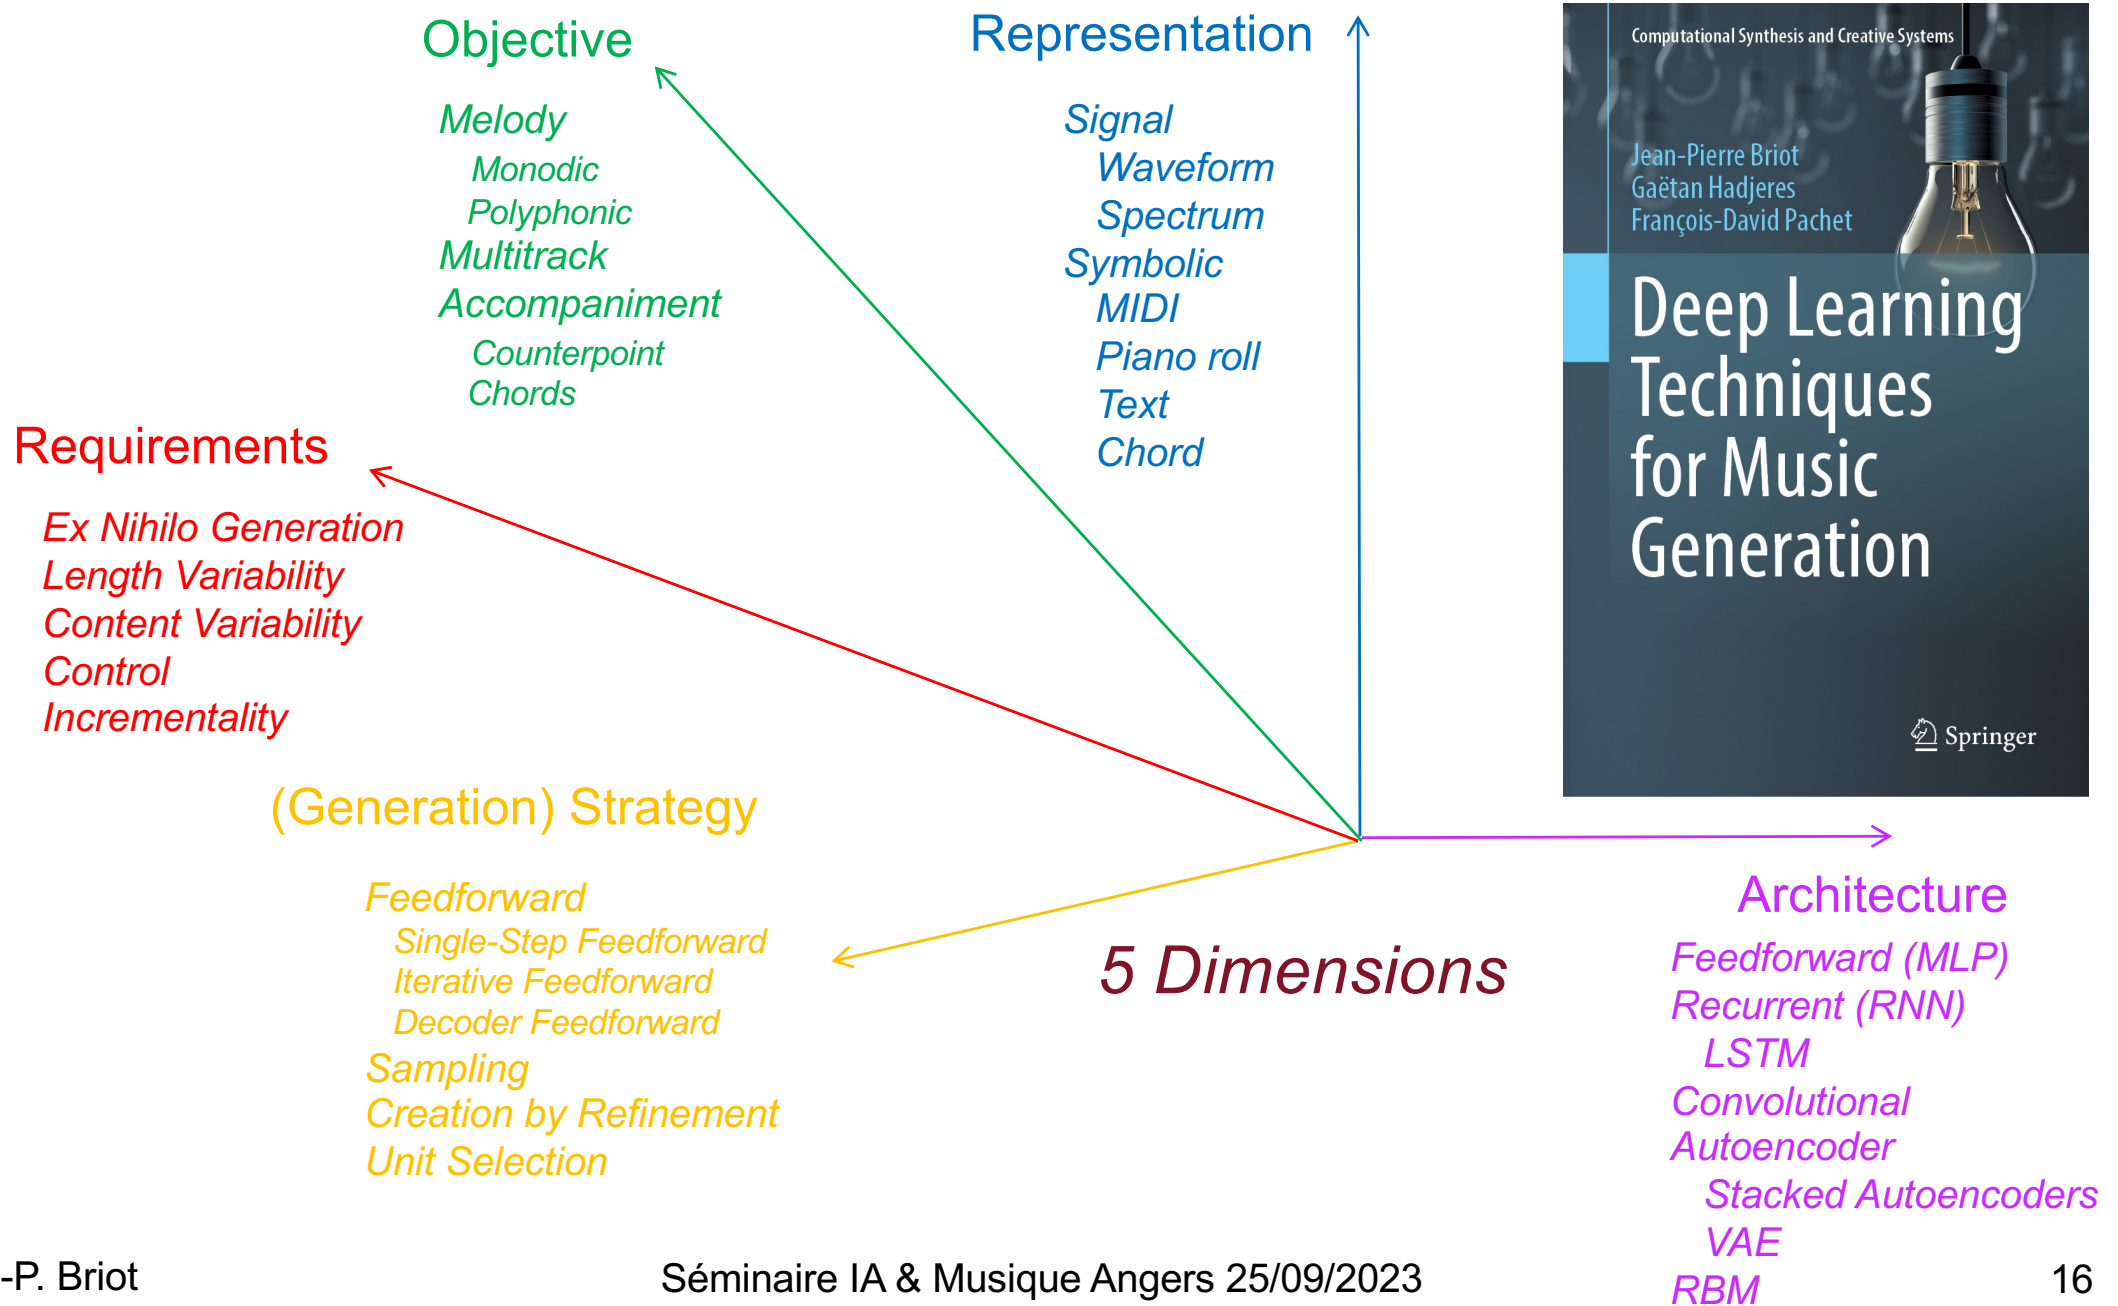 Objective
Melody
Monodic
Polyphonic
Multitrack
Accompaniment
Counterpoint
Chords
Representation
Signal
Waveform
Spectrum
Symbolic
MIDI
Piano roll
Text
Chord
Computational Synthesis and Creative Systems
Jean-Pierre Briot
Gaëtan Hadjeres
François-David Pachet
Deep Learning
Techniques
for Music
Generation
Springer
Requirements
Ex Nihilo Generation
Length Variability
Content Variability
Control
Incrementality
(Generation) Strategy
Feedforward
Single-Step Feedforward
Iterative Feedforward
Decoder Feedforward
Sampling
Creation by Refinement
Unit Selection
5 Dimensions
Architecture
Feedforward (MLP)
Recurrent (RNN)
LSTM
Convolutional
Autoencoder
Stacked Autoencoders
VAE
RBM
-P. Briot
Séminaire IA & Musique Angers 25/09/2023
16